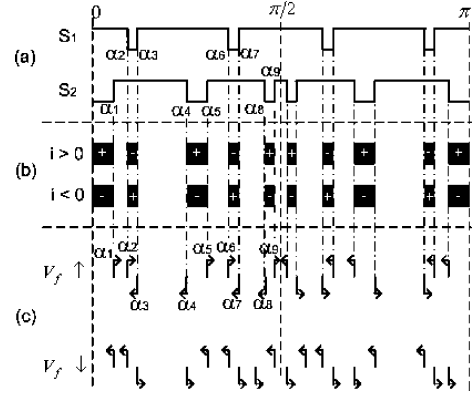 0 π/2 π
(a) S1
α2 α3 α6 α7
α9
S2
α1 α4 α5 α8
(b) i > 0 + - + - + + - + - +
i < 0 - + - + - - + - + -
α1 α2 α5 α6 α9
Vf ↑
α3 α4 α7 α8
(c)
Vf ↓